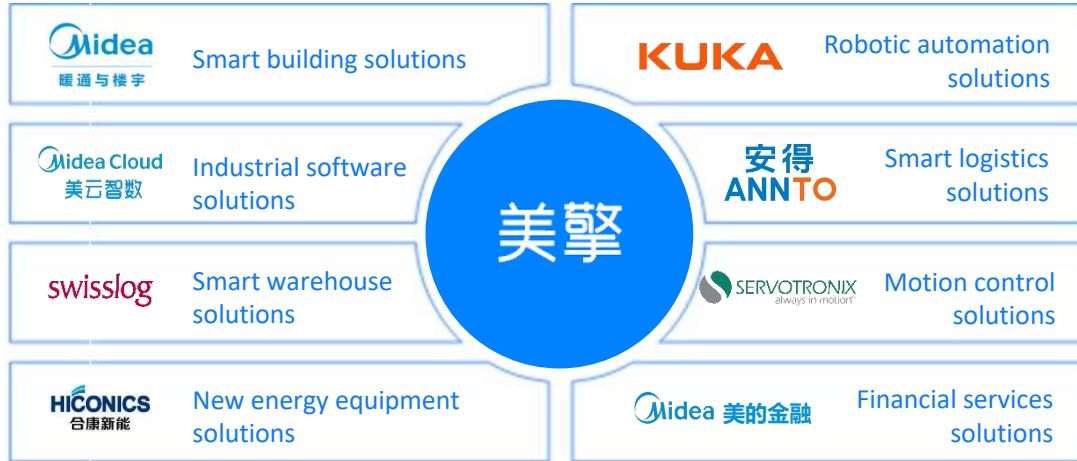 Midea
暖通与楼宇
Smart building solutions
KUKA
Robotic automation
solutions
Midea Cloud
美云智数
Industrial software
solutions
安得
ANNTO
Smart logistics
solutions
美擎
swisslog
Smart warehouse
solutions
SERVOTRONIX
always in motion
Motion control
solutions
HICONICS
合康新能
New energy equipment
solutions
Midea 美的金融
Financial services
solutions